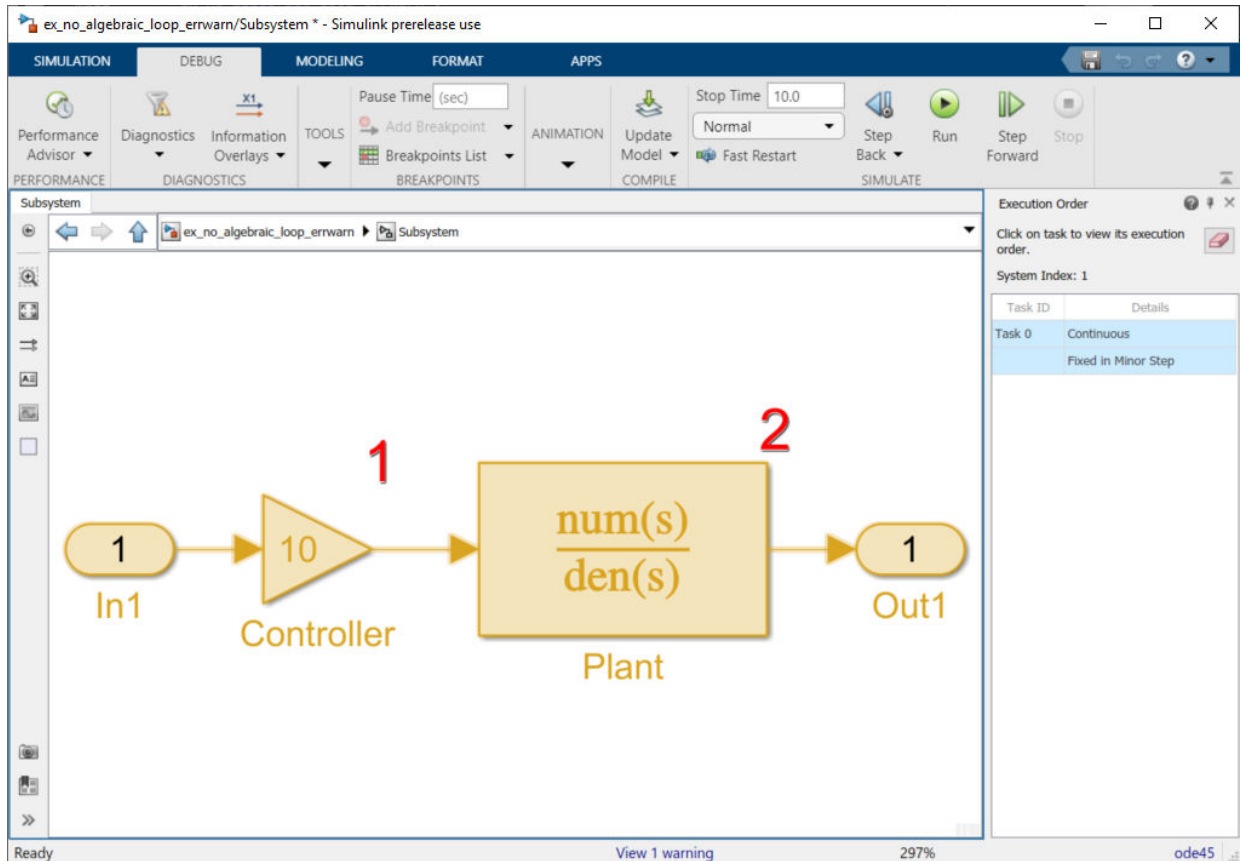 ex_no_algebraic_loop_errwarn/Subsystem * - Simulink prerelease use
SIMULATION DEBUG MODELING FORMAT APPS
Performance Advisor
PERFORMANCE
Diagnostics
Information Overlays
DIAGNOSTICS
TOOLS
Pause Time (sec)
Add Breakpoint
Breakpoints List
BREAKPOINTS
ANIMATION
Update Model
COMPILE
Stop Time 10.0
Normal
Fast Restart
Step Back
Run
Step Forward
Stop
SIMULATE
Subsystem
ex_no_algebraic_loop_errwarn Subsystem
1
2
1
10
num(s)
den(s)
1
In1
Controller
Plant
Out1
Execution Order
Click on task to view its execution
order.
System Index: 1
Task ID Details
Task 0 Continuous
Fixed in Minor Step
Ready View 1 warning 297% ode45